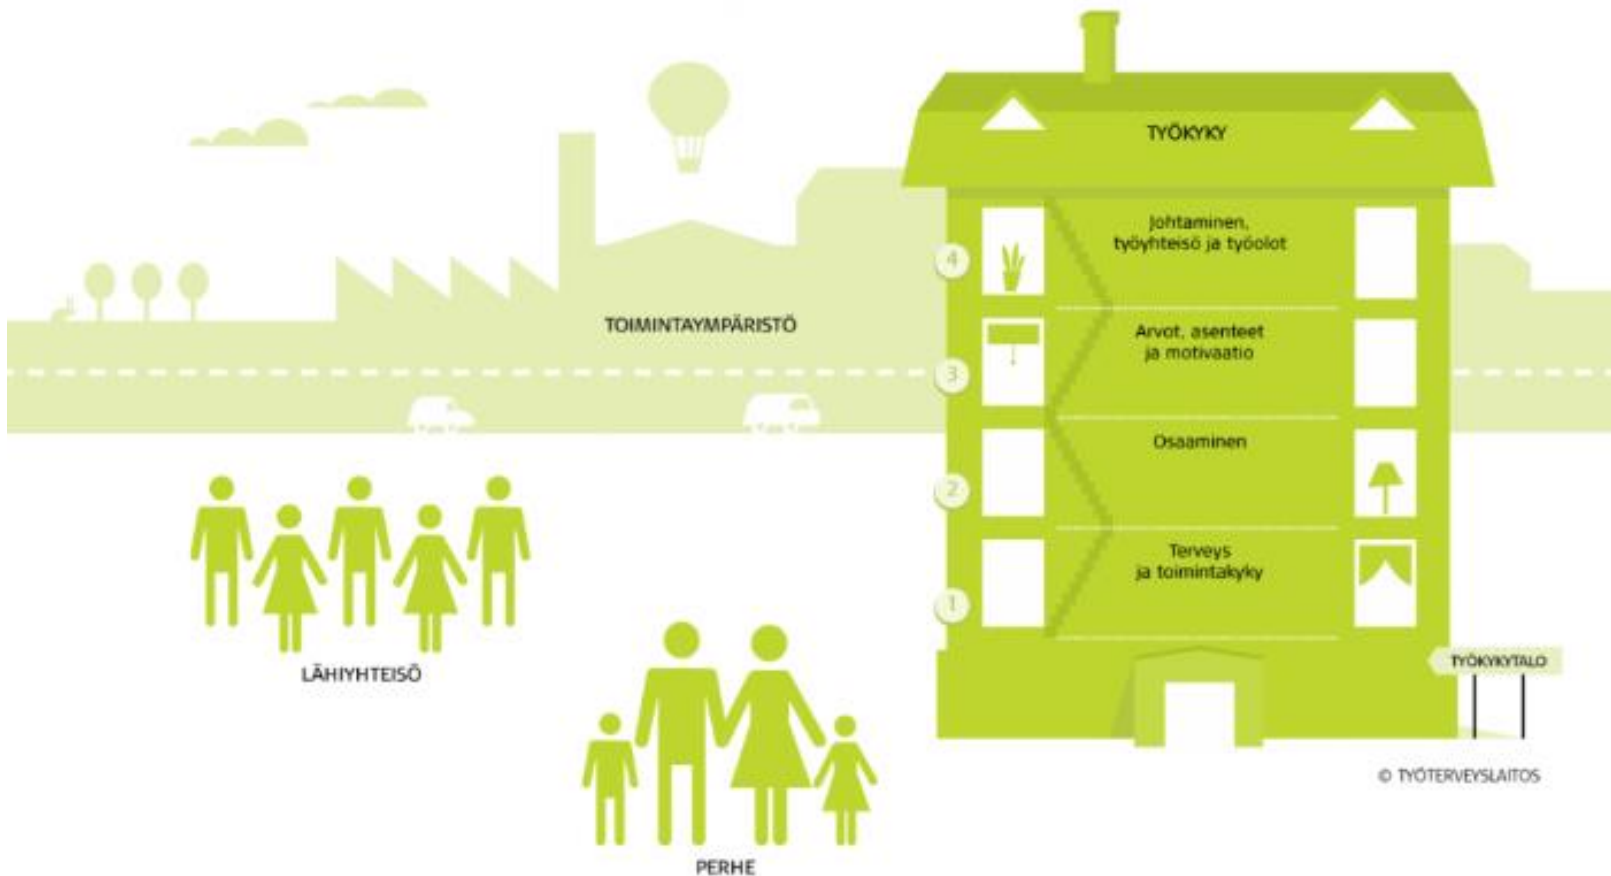 TYÖKYKY
Johtaminen,
työyhteisö ja työolot
4
TOIMINTAYMPÄRISTÖ
Arvot, asenteet
ja motivaatio
3
Osaaminen
2
Terveys
ja toimintakyky
1
LÄHIYHTEISÖ
TYÖKYKYTALO
© TYÖTERVEYSLAITOS
PERHE